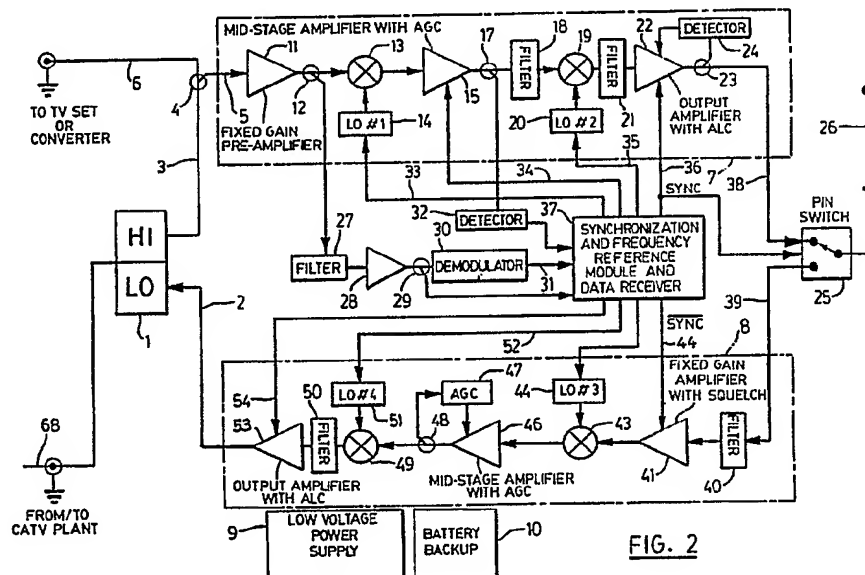 MID-STAGE AMPLIFIER WITH AGC
11
13
17
18
19
22
DETECTOR
24
FILTER
FILTER
6
4
5
12
15
21
23
TO TV SET
OR
CONVERTER
FIXED GAIN
PRE-AMPLIFIER
LO #1
14
20
LO #2
OUTPUT
AMPLIFIER
WITH ALC
26
3
33
34
35
36
7
38
SYNC
32
DETECTOR
37
PIN
SWITCH
27
30
SYNCHRONIZATION
AND FREQUENCY
REFERENCE
MODULE AND
DATA RECEIVER
HI
LO
FILTER
DEMODULATOR
28
29
31
25
39
1
2
52
SYNC
44
8
FIXED GAIN
AMPLIFIER
WITH SQUELCH
54
47
44
LO #3
LO #4
AGC
50
51
48
46
43
53
FILTER
FILTER
68
49
41
40
OUTPUT AMPLIFIER
WITH ALC
MID-STAGE AMPLIFIER
WITH AGC
FROM/TO
CATV PLANT
9
LOW VOLTAGE
POWER
SUPPLY
BATTERY
BACKUP
10
FIG. 2